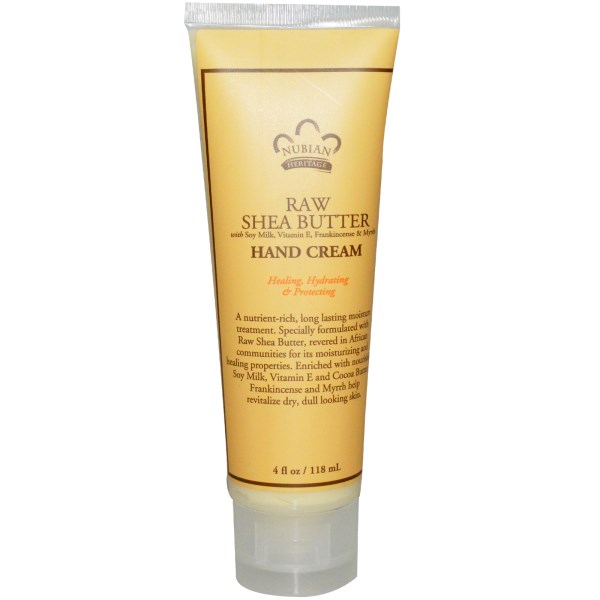 NUBIAN
HERITAGE
RAW
SHEA BUTTER
with Soy Milk, Vitamin E, Frankincense & Myrrh
HAND CREAM
Healing, Hydrating
& Protecting
A nutrient-rich, long lasting moisture
treatment. Specially formulated with
Raw Shea Butter, revered in African
communities for its moisturizing and
healing properties. Enriched with
Soy Milk, Vitamin E and Cocoa Butter.
Frankincense and Myrrh help
revitalize dry, dull looking skin.
4 fl oz / 118 mL